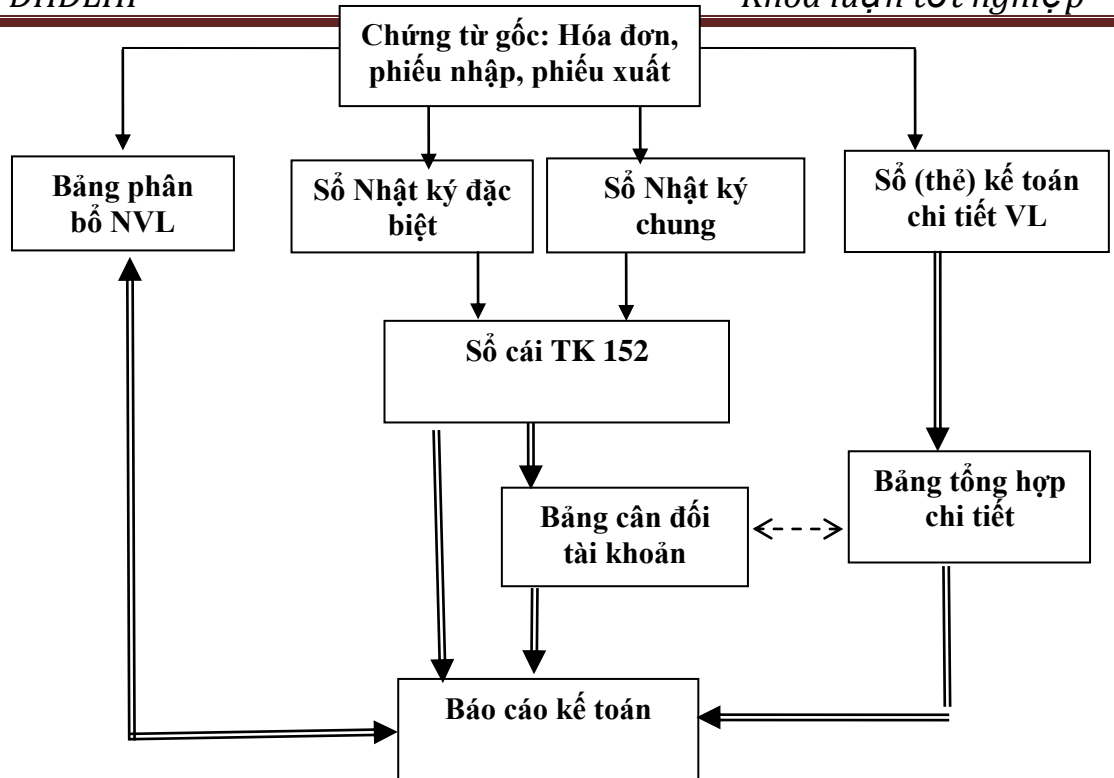 Khóa luận tốt nghiệp
Chứng từ gốc: Hóa đơn,
phiếu nhập, phiếu xuất
Bảng phân
bổ NVL
Sổ Nhật ký đặc
biệt
Sổ Nhật ký
chung
Sổ (thẻ) kế toán
chi tiết VL
Sổ cái TK 152
Bảng cân đối
tài khoản
Bảng tổng hợp
chi tiết
Báo cáo kế toán